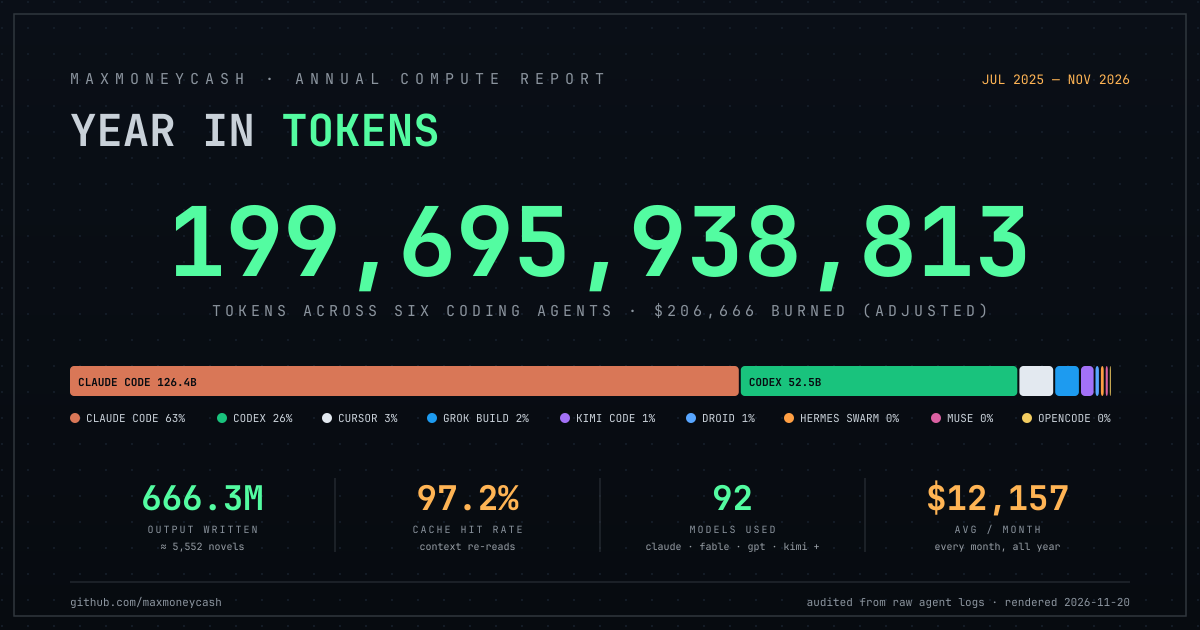 MAXMONEYCASH · ANNUAL COMPUTE REPORT
JUL 2025 — NOV 2026
YEAR IN TOKENS
199,695,938,813
TOKENS ACROSS SIX CODING AGENTS · $206,666 BURNED (ADJUSTED)
CLAUDE CODE 126.4B CODEX 52.5B
CLAUDE CODE 63% CODEX 26% CURSOR 3% GROK BUILD 2% KIMI CODE 1% DROID 1% HERMES SWARM 0% MUSE 0% OPENCODE 0%
666.3M 97.2% 92 $12,157
OUTPUT WRITTEN CACHE HIT RATE MODELS USED AVG / MONTH
≈ 5,552 novels context re-reads claude · fable · gpt · kimi + every month, all year
github.com/maxmoneycash audited from raw agent logs · rendered 2026-11-20